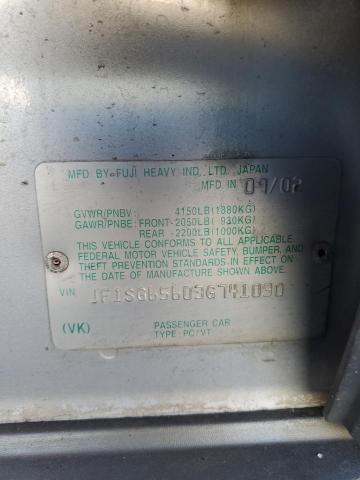 MFD BY FUJI HEAVY IND. LTD. JAPAN
MFD IN 09/02
GVWR/PNBV: 4150LB(1880KG)
GAWR/PNBE: FRONT-2050LB( 930KG)
REAR -2200LB(1000KG)
THIS VEHICLE CONFORMS TO ALL APPLICABLE
FEDERAL MOTOR VEHICLE SAFETY, BUMPER, AND
THEFT PREVENTION STANDARDS IN EFFECT ON
THE DATE OF MANUFACTURE SHOWN ABOVE.
VIN JF1SG65603G741090
(VK) PASSENGER CAR
TYPE: PC/VT